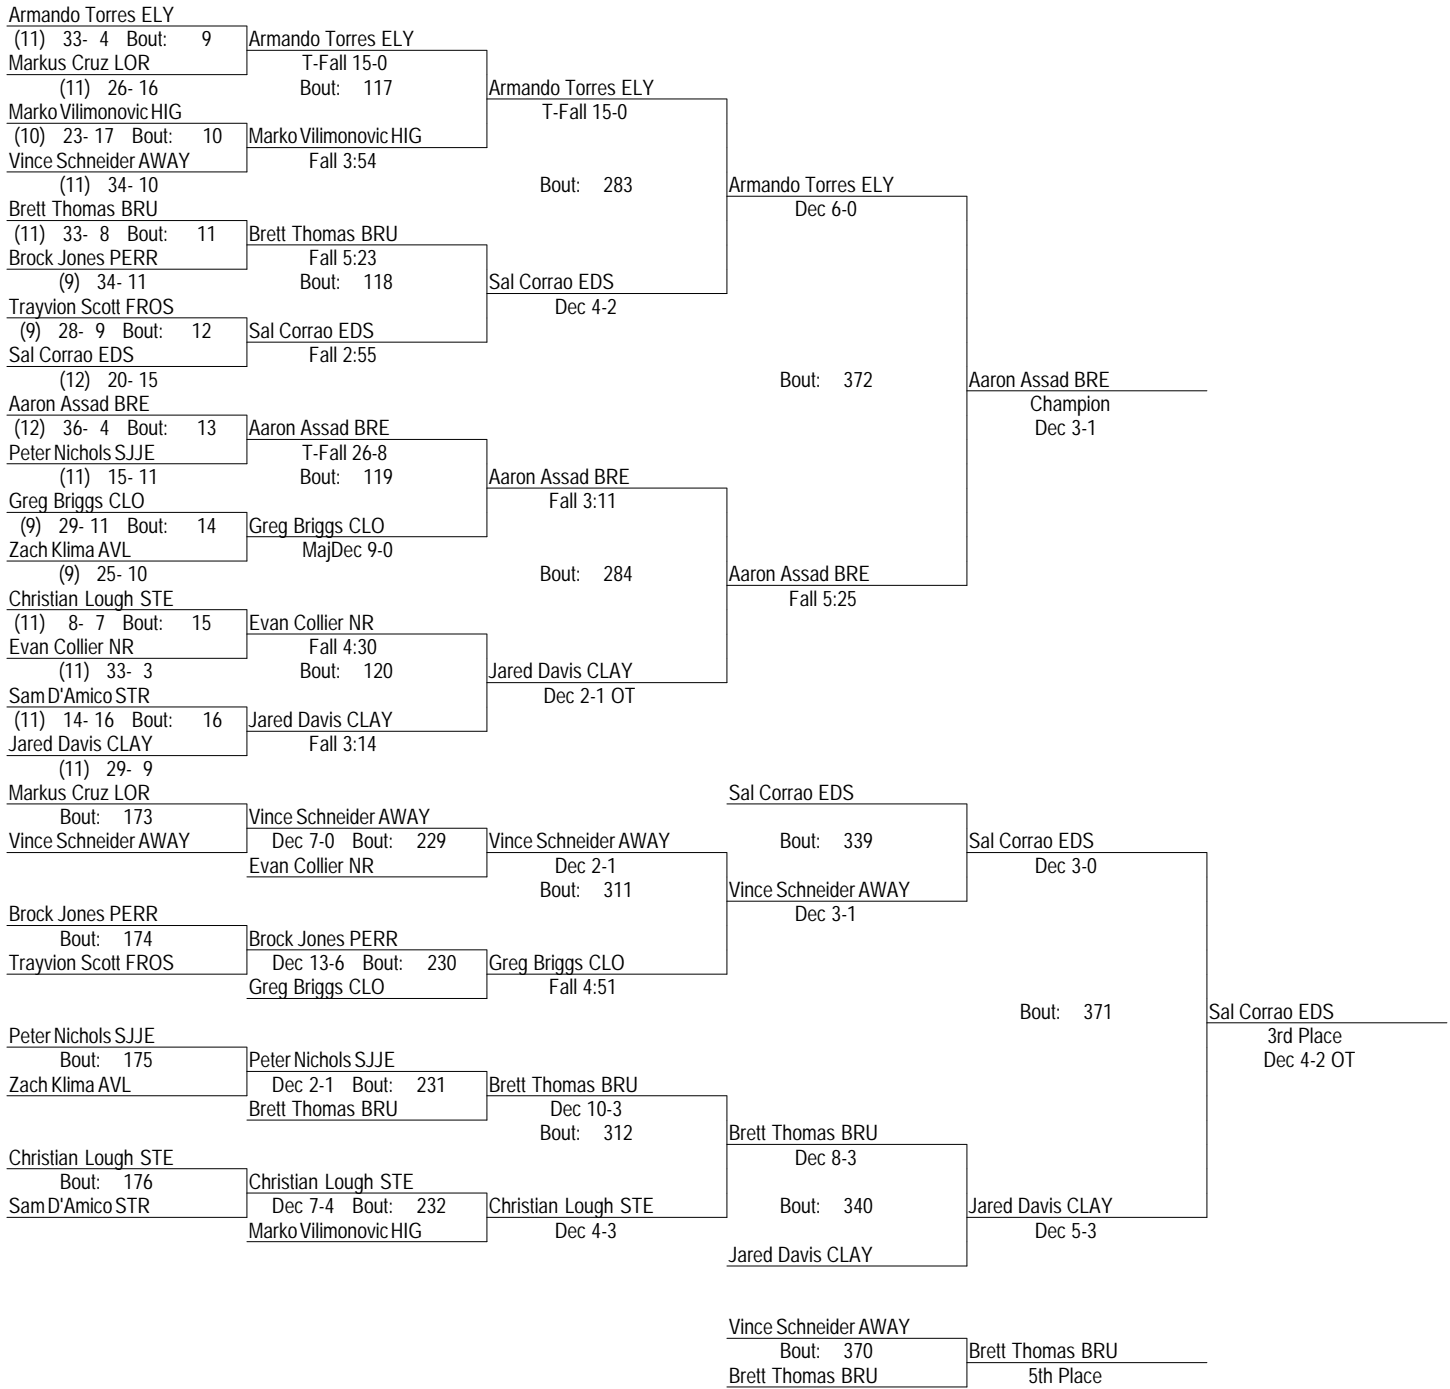 Armando Torres ELY
(11) 33- 4 Bout: 9 Armando Torres ELY
Markus Cruz LOR T-Fall 15-0
(11) 26- 16 Bout: 117 Armando Torres ELY
Marko Vilimonovic HIG T-Fall 15-0
(10) 23- 17 Bout: 10 Marko Vilimonovic HIG
Vince Schneider AWAY Fall 3:54
(11) 34- 10 Bout: 283 Armando Torres ELY
Brett Thomas BRU Dec 6-0
(11) 33- 8 Bout: 11 Brett Thomas BRU
Brock Jones PERR Fall 5:23
(9) 34- 11 Bout: 118 Sal Corrao EDS
Trayvion Scott FROS Dec 4-2
(9) 28- 9 Bout: 12 Sal Corrao EDS
Sal Corrao EDS Fall 2:55
(12) 20- 15 Bout: 372 Aaron Assad BRE
Aaron Assad BRE Champion
(12) 36- 4 Bout: 13 Aaron Assad BRE Dec 3-1
Peter Nichols SJJE T-Fall 26-8
(11) 15- 11 Bout: 119 Aaron Assad BRE
Greg Briggs CLO Fall 3:11
(9) 29- 11 Bout: 14 Greg Briggs CLO
Zach Klima AVL MajDec 9-0
(9) 25- 10 Bout: 284 Aaron Assad BRE
Christian Lough STE Fall 5:25
(11) 8- 7 Bout: 15 Evan Collier NR
Evan Collier NR Fall 4:30
(11) 33- 3 Bout: 120 Jared Davis CLAY
Sam D'Amico STR Dec 2-1 OT
(11) 14- 16 Bout: 16 Jared Davis CLAY
Jared Davis CLAY Fall 3:14
(11) 29- 9
Markus Cruz LOR Sal Corrao EDS
Bout: 173 Vince Schneider AWAY
Vince Schneider AWAY Dec 7-0 Bout: 229 Vince Schneider AWAY Bout: 339 Sal Corrao EDS
Evan Collier NR Dec 2-1 Dec 3-0
Bout: 311 Vince Schneider AWAY
Brock Jones PERR Dec 3-1
Bout: 174 Brock Jones PERR
Trayvion Scott FROS Dec 13-6 Bout: 230 Greg Briggs CLO
Greg Briggs CLO Fall 4:51
Bout: 371 Sal Corrao EDS
Peter Nichols SJJE 3rd Place
Bout: 175 Peter Nichols SJJE Dec 4-2 OT
Zach Klima AVL Dec 2-1 Bout: 231 Brett Thomas BRU
Brett Thomas BRU Dec 10-3
Bout: 312 Brett Thomas BRU
Christian Lough STE Dec 8-3
Bout: 176 Christian Lough STE
Sam D'Amico STR Dec 7-4 Bout: 232 Christian Lough STE Bout: 340 Jared Davis CLAY
Marko Vilimonovic HIG Dec 4-3 Dec 5-3
Jared Davis CLAY
Vince Schneider AWAY
Bout: 370 Brett Thomas BRU
Brett Thomas BRU 5th Place